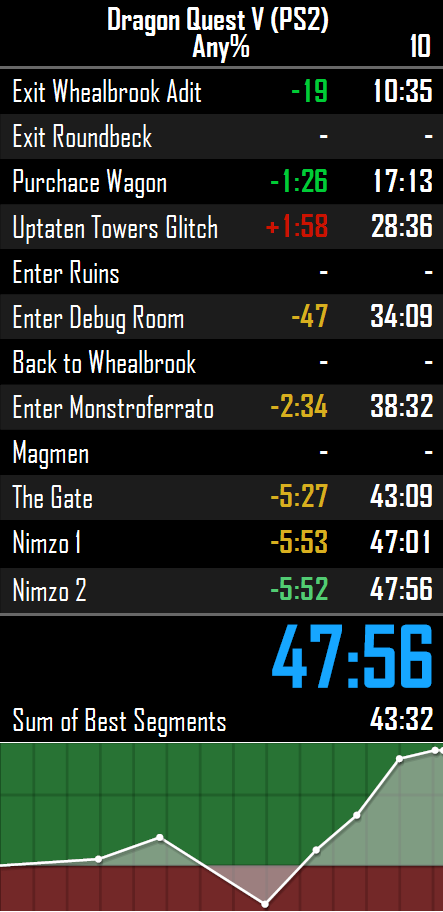 Dragon Quest V (PS2)
Any% 10
Exit Whealbrook Adit -19 10:35
Exit Roundbeck - -
Purchace Wagon -1:26 17:13
Uptaten Towers Glitch +1:58 28:36
Enter Ruins - -
Enter Debug Room -47 34:09
Back to Whealbrook - -
Enter Monstroferrato -2:34 38:32
Magmen - -
The Gate -5:27 43:09
Nimzo 1 -5:53 47:01
Nimzo 2 -5:52 47:56
47:56
Sum of Best Segments 43:32